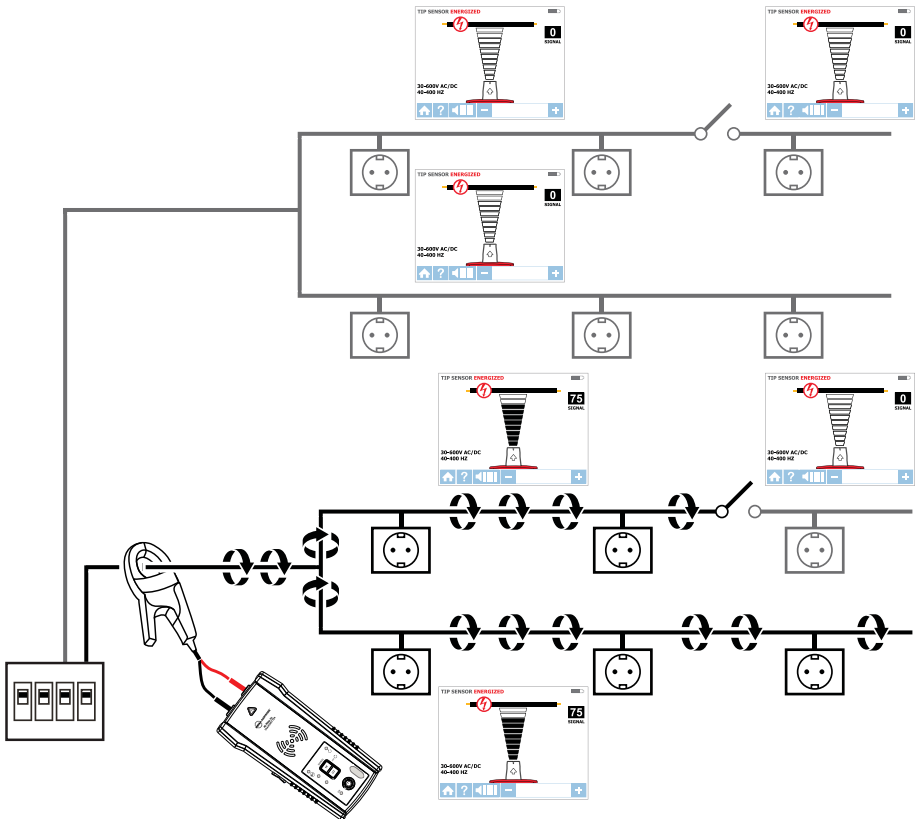 TIP SENSOR ENERGIZED
0
SIGNAL
30-600V AC/DC
40-400 HZ
?
TIP SENSOR ENERGIZED
0
SIGNAL
30-600V AC/DC
40-400 HZ
?
TIP SENSOR ENERGIZED
0
SIGNAL
30-600V AC/DC
40-400 HZ
?
TIP SENSOR ENERGIZED
75
SIGNAL
30-600V AC/DC
40-400 HZ
?
TIP SENSOR ENERGIZED
0
SIGNAL
30-600V AC/DC
40-400 HZ
?
TIP SENSOR ENERGIZED
75
SIGNAL
30-600V AC/DC
40-400 HZ
?